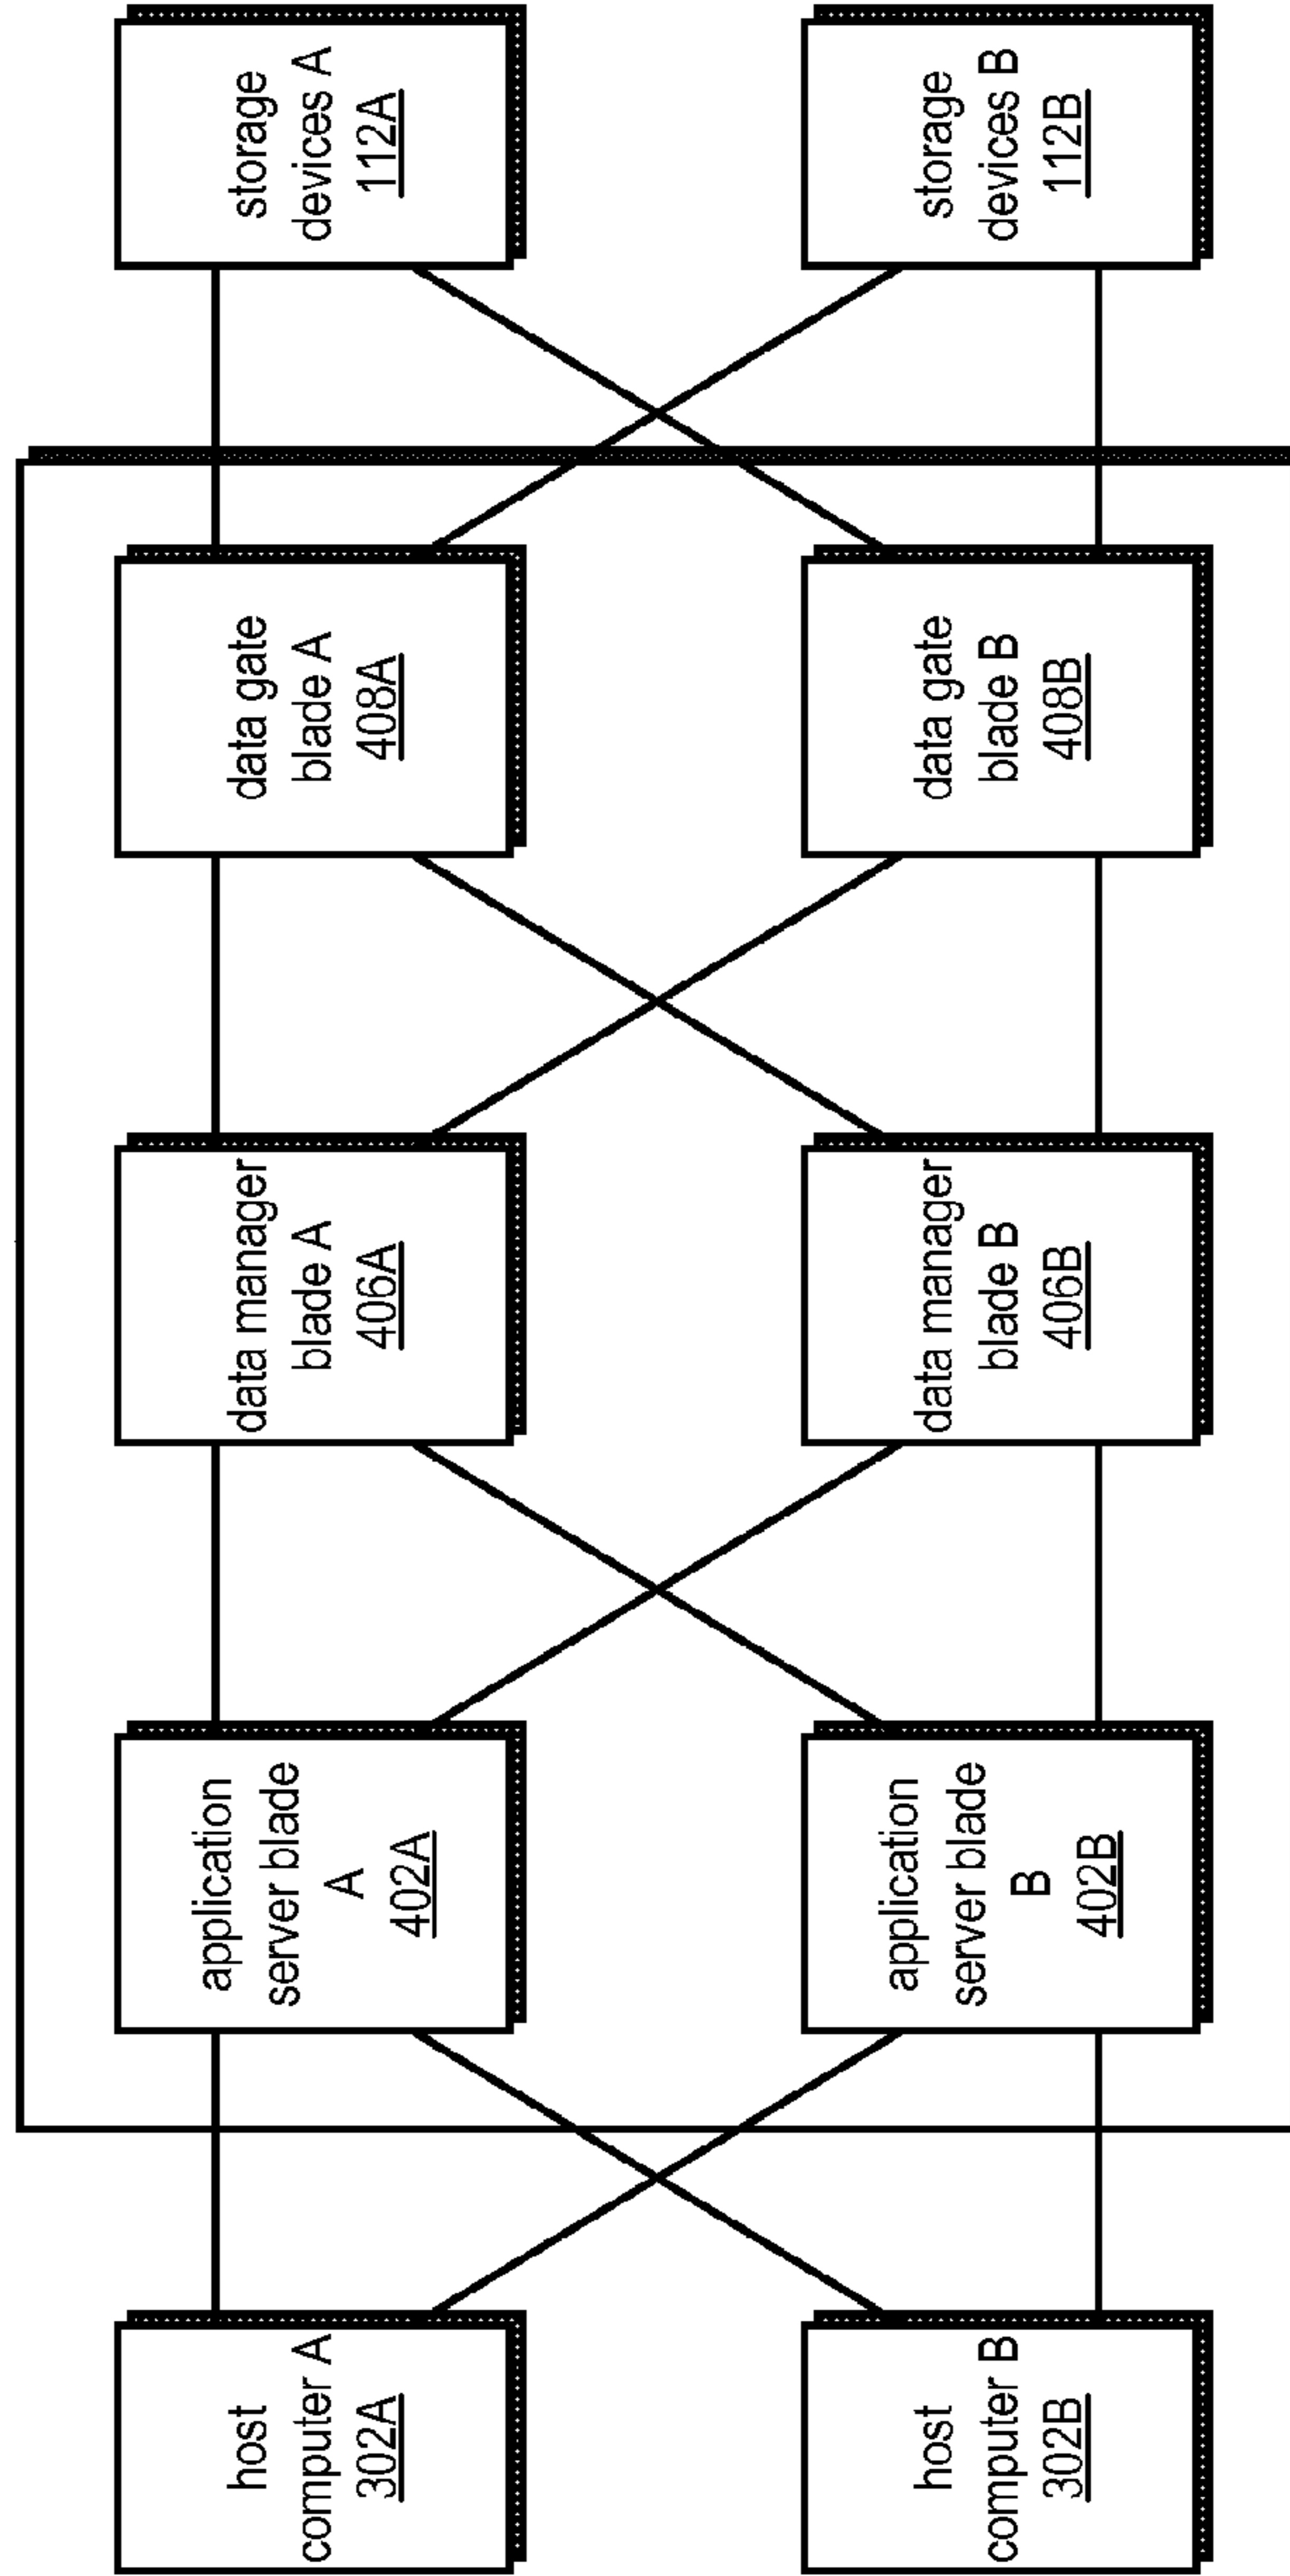 host
computer A
302A
application
server blade
A
402A
data manager
blade A
406A
data gate
blade A
408A
storage
devices A
112A
host
computer B
302B
application
server blade
B
402B
data manager
blade B
406B
data gate
blade B
408B
storage
devices B
112B